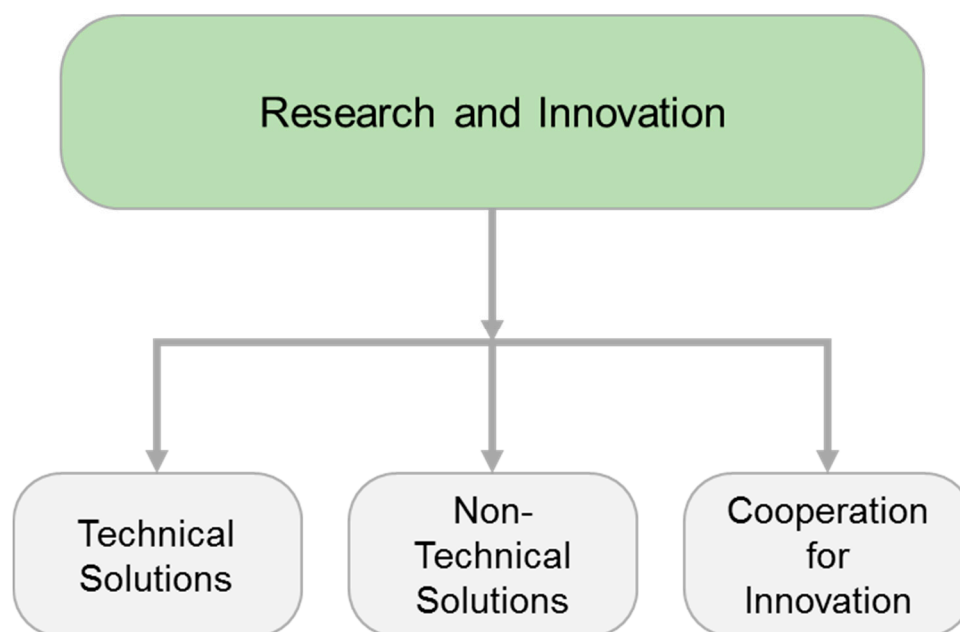 Research and Innovation
Technical
Solutions
Non-
Technical
Solutions
Cooperation
for
Innovation